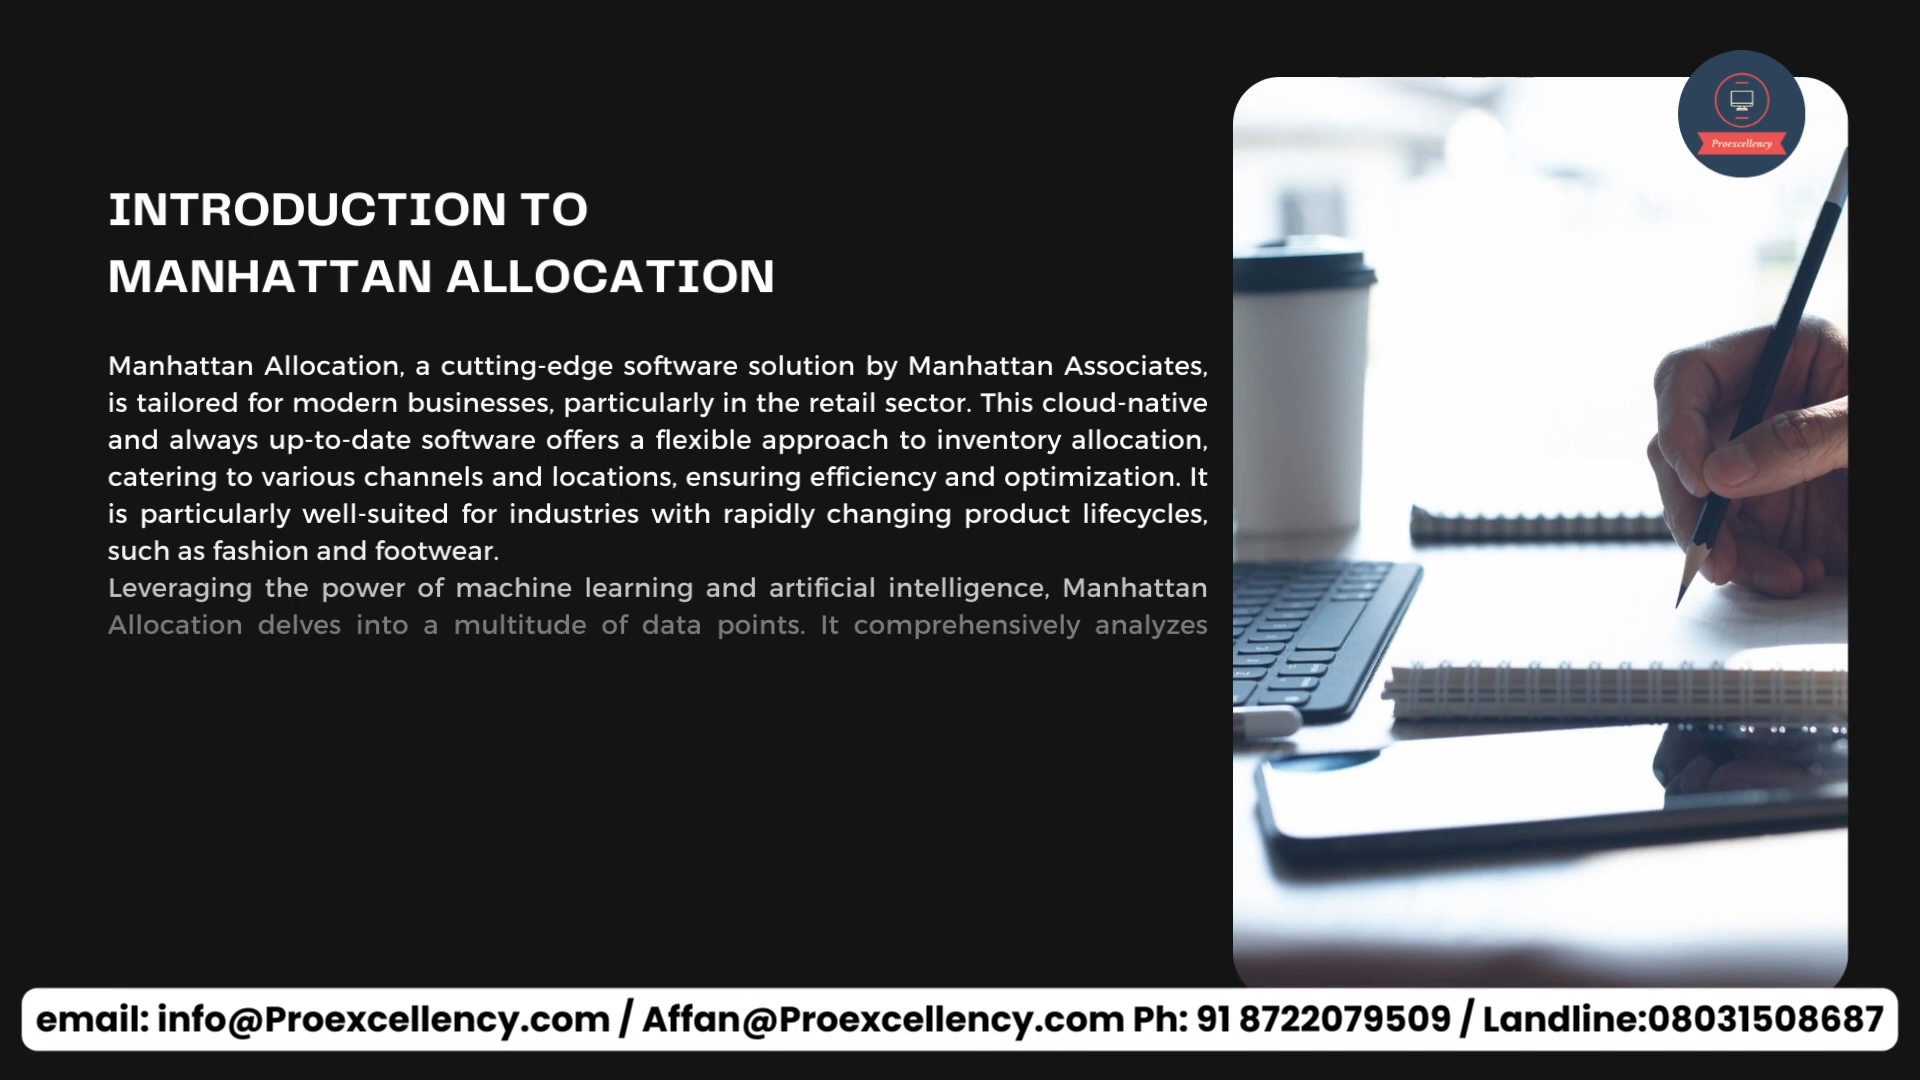 Proexcellency
INTRODUCTION TO
MANHATTAN ALLOCATION
Manhattan Allocation, a cutting-edge software solution by Manhattan Associates,
is tailored for modern businesses, particularly in the retail sector. This cloud-native
and always up-to-date software offers a flexible approach to inventory allocation,
catering to various channels and locations, ensuring efficiency and optimization. It
is particularly well-suited for industries with rapidly changing product lifecycles,
such as fashion and footwear.
Leveraging the power of machine learning and artificial intelligence, Manhattan
Allocation delves into a multitude of data points. It comprehensively analyzes
email: info@Proexcellency.com / Affan@Proexcellency.com Ph: 91 8722079509 / Landline:08031508687